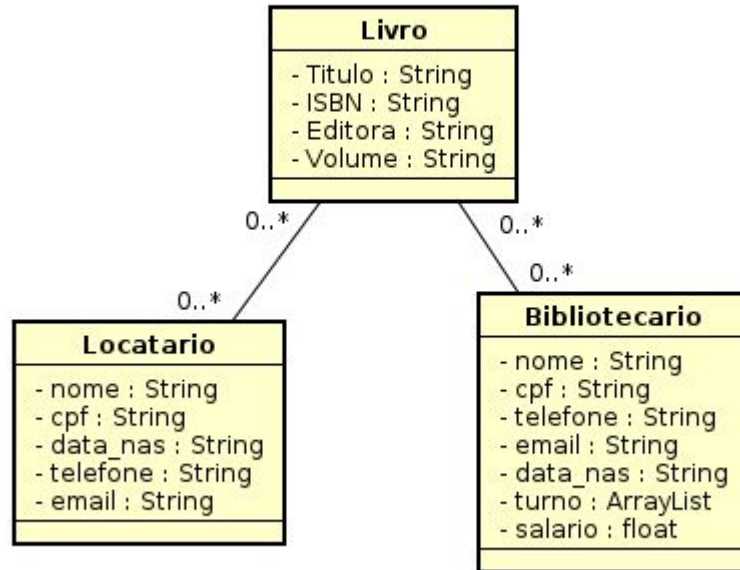 Livro
- Titulo : String
- ISBN : String
- Editora : String
- Volume : String
0..*
0..*
0..*
0..*
Locatario
- nome : String
- cpf : String
- data_nas : String
- telefone : String
- email : String
Bibliotecario
- nome : String
- cpf : String
- telefone : String
- email : String
- data_nas : String
- turno : ArrayList
- salario : float